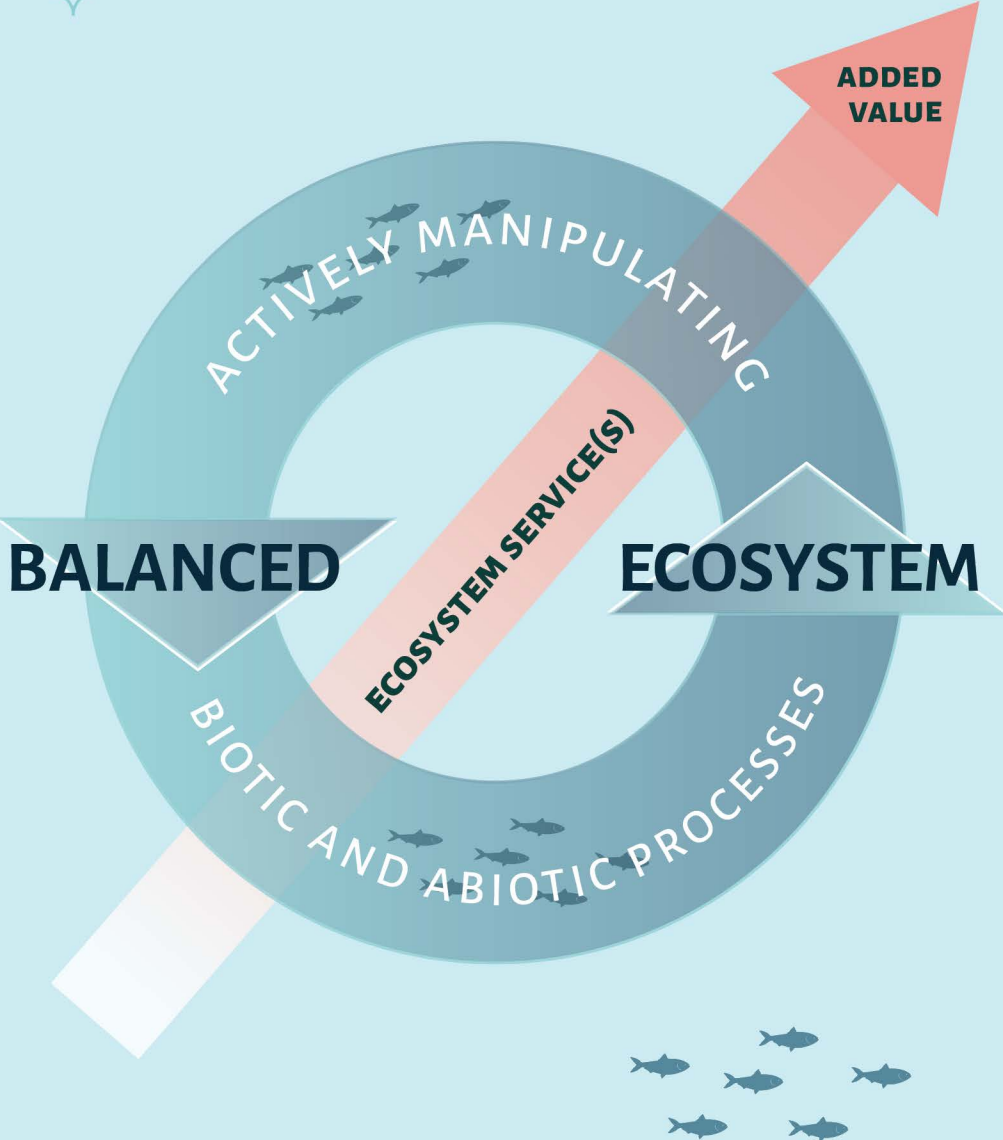 ADDED
VALUE
ACTIVELY MANIPULATING
ECOSYSTEM SERVICE(S)
BALANCED
ECOSYSTEM
BIOTIC AND ABIOTIC PROCESSES